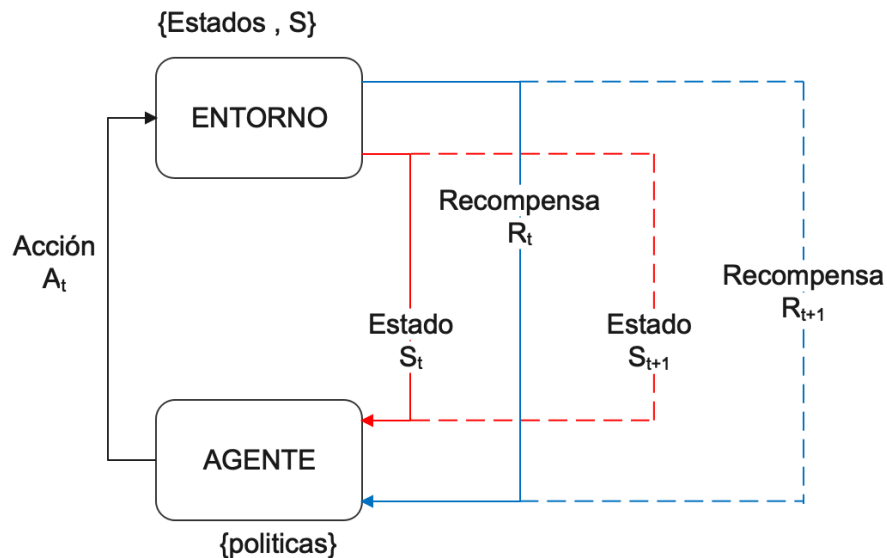 {Estados , S}
ENTORNO
Recompensa
Rt
Acción
At
Recompensa
Rt+1
Estado
St
Estado
St+1
AGENTE
{politicas}